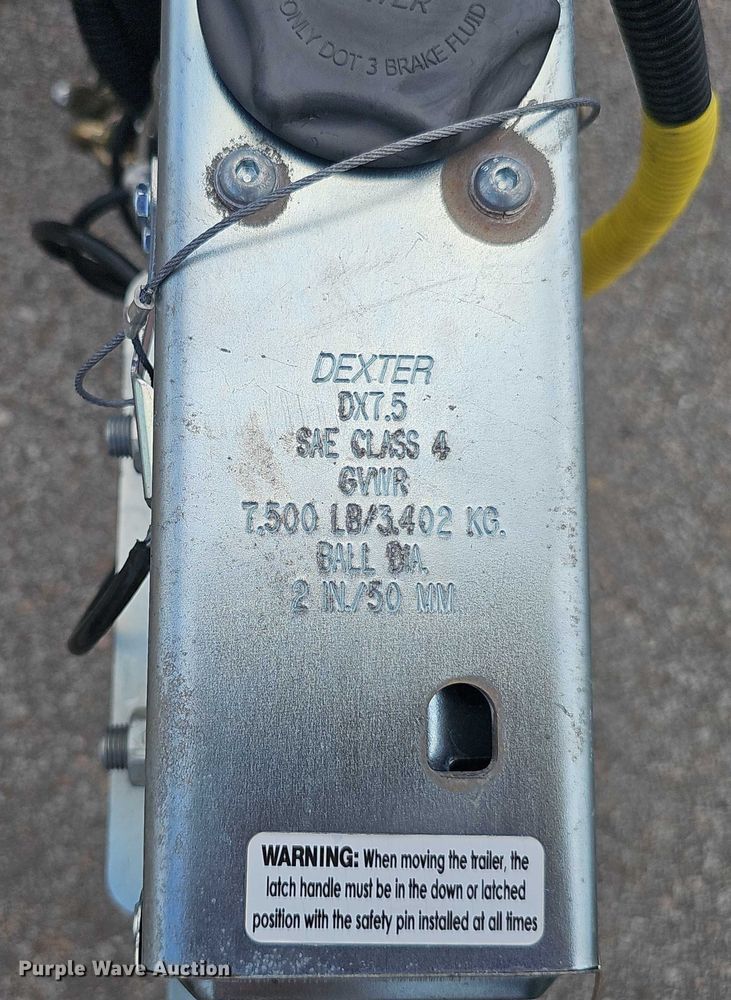 ONLY DOT 3 BRAKE FLUID
DEXTER
DX7.5
SAE CLASS 4
GVWR
7,500 LB/3,402 KG.
BALL DIA.
2 IN./50 MM
WARNING: When moving the trailer, the
latch handle must be in the down or latched
position with the safety pin installed at all times
Purple Wave Auction